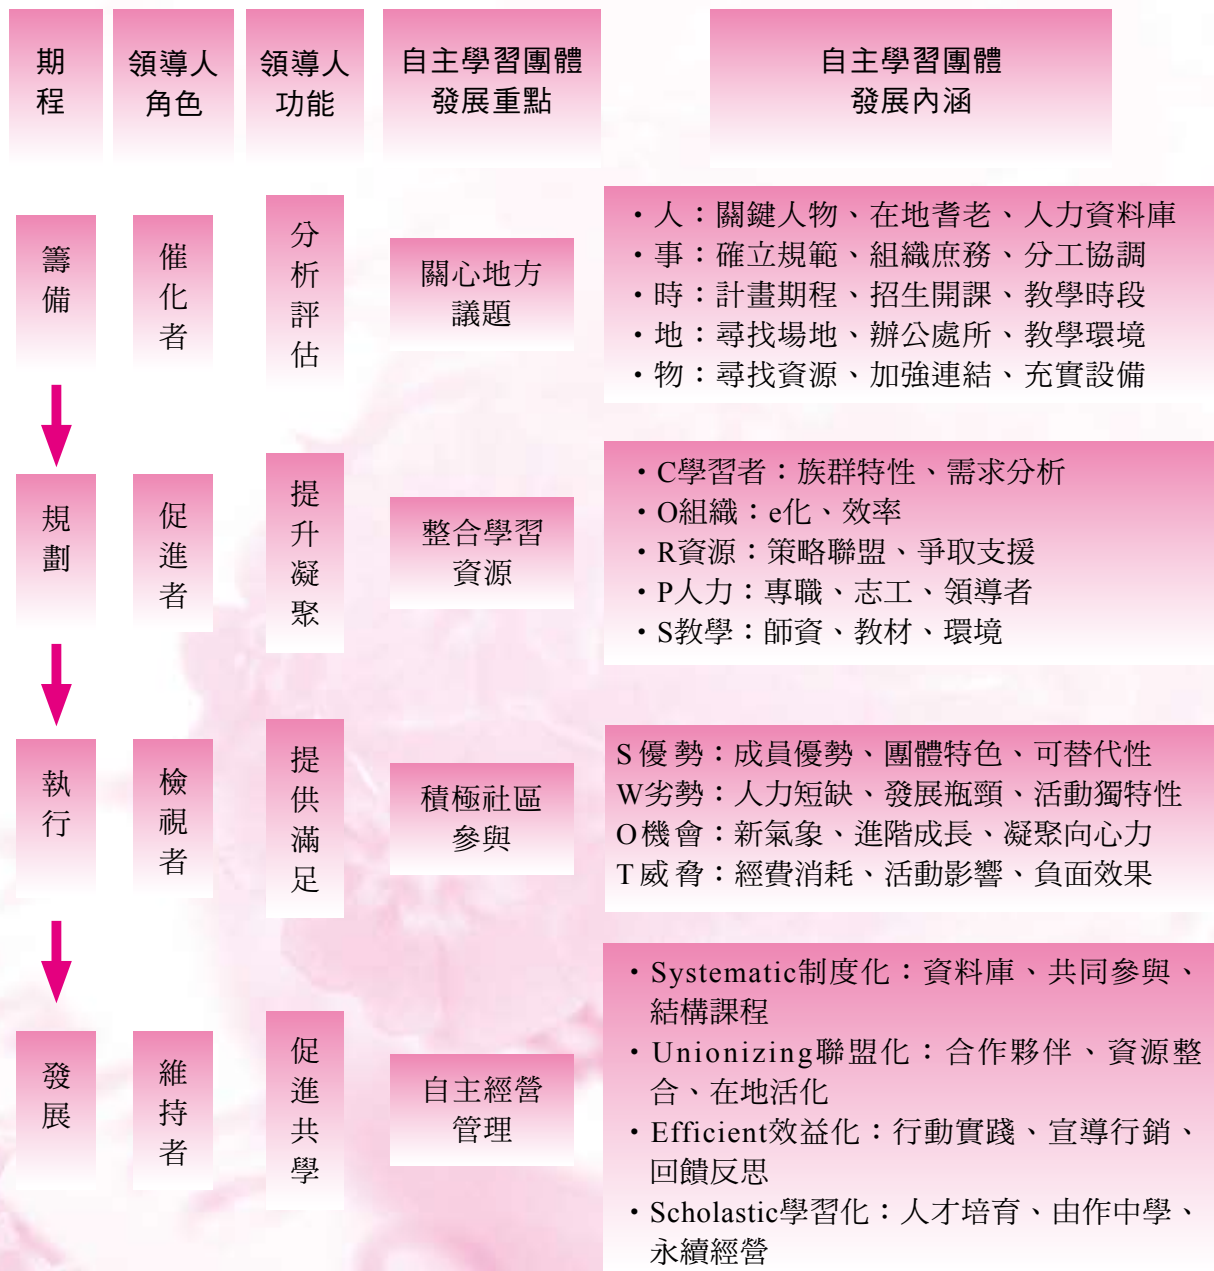 期程
領導人角色
領導人功能
自主學習團體
發展重點
自主學習團體
發展內涵
籌備
催化者
分析評估
關心地方
議題
・人：關鍵人物、在地耆老、人力資料庫
・事：確立規範、組織庶務、分工協調
・時：計畫期程、招生開課、教學時段
・地：尋找場地、辦公處所、教學環境
・物：尋找資源、加強連結、充實設備
規劃
促進者
提升凝聚
整合學習
資源
・C學習者：族群特性、需求分析
・O組織：e化、效率
・R資源：策略聯盟、爭取支援
・P人力：專職、志工、領導者
・S教學：師資、教材、環境
執行
檢視者
提供滿足
積極社區
參與
S優勢：成員優勢、團體特色、可替代性
W劣勢：人力短缺、發展瓶頸、活動獨特性
O機會：新氣象、進階成長、凝聚向心力
T威脅：經費消耗、活動影響、負面效果
發展
維持者
促進共學
自主經營
管理
・Systematic制度化：資料庫、共同參與、
結構課程
・Unionizing聯盟化：合作夥伴、資源整
合、在地活化
・Efficient效益化：行動實踐、宣導行銷、
回饋反思
・Scholastic學習化：人才培育、由作中學、
永續經營